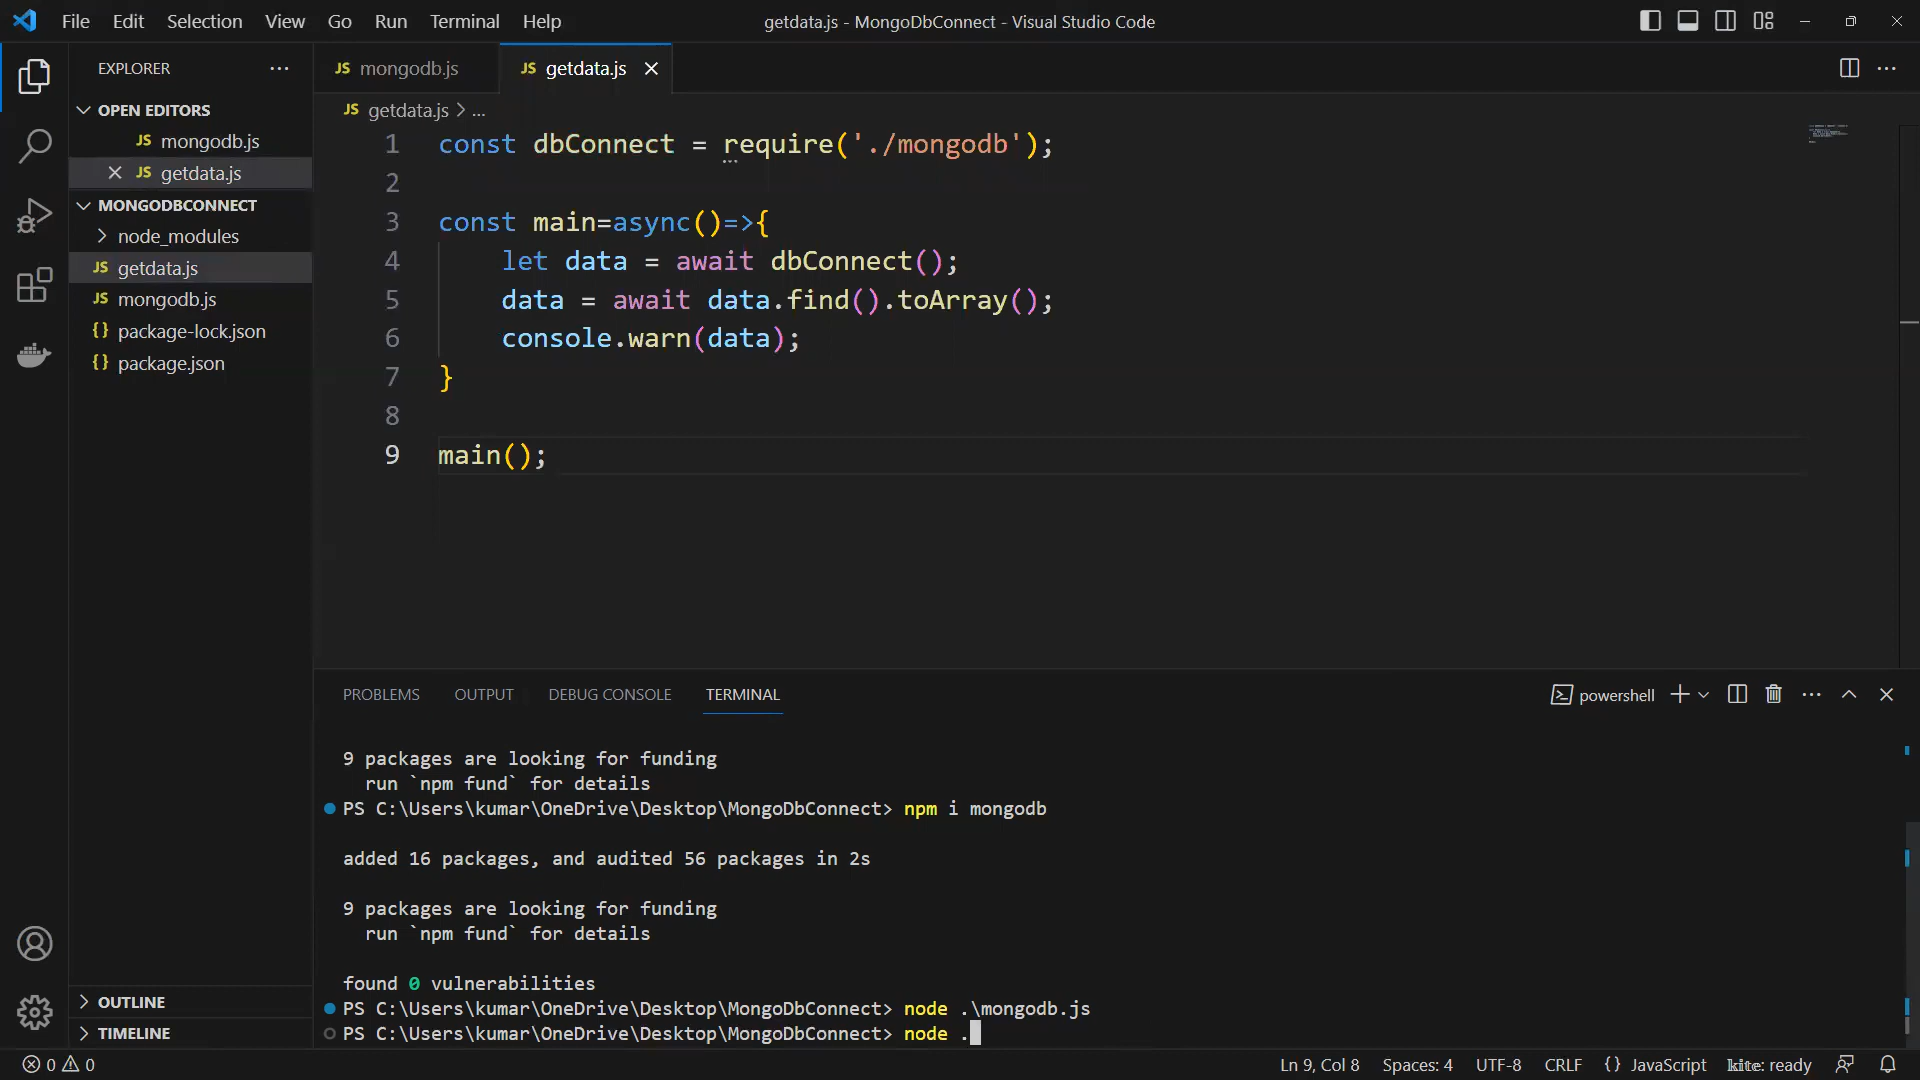 File Edit Selection View Go Run Terminal Help
getdata.js - MongoDbConnect - Visual Studio Code
EXPLORER
OPEN EDITORS
JS mongodb.js
JS getdata.js
MONGODBCONNECT
node_modules
JS getdata.js
JS mongodb.js
{} package-lock.json
{} package.json
OUTLINE
TIMELINE
JS mongodb.js
JS getdata.js
JS getdata.js > ...
1 const dbConnect = require('./mongodb');
2
3 const main=async()=>{
4 let data = await dbConnect();
5 data = await data.find().toArray();
6 console.warn(data);
7 }
8
9 main();
PROBLEMS OUTPUT DEBUG CONSOLE TERMINAL
powershell
9 packages are looking for funding
run `npm fund` for details
PS C:\Users\kumar\OneDrive\Desktop\MongoDbConnect> npm i mongodb
added 16 packages, and audited 56 packages in 2s
9 packages are looking for funding
run `npm fund` for details
found 0 vulnerabilities
PS C:\Users\kumar\OneDrive\Desktop\MongoDbConnect> node .\mongodb.js
PS C:\Users\kumar\OneDrive\Desktop\MongoDbConnect> node .
0 0
Ln 9, Col 8 Spaces: 4 UTF-8 CRLF {} JavaScript kite: ready